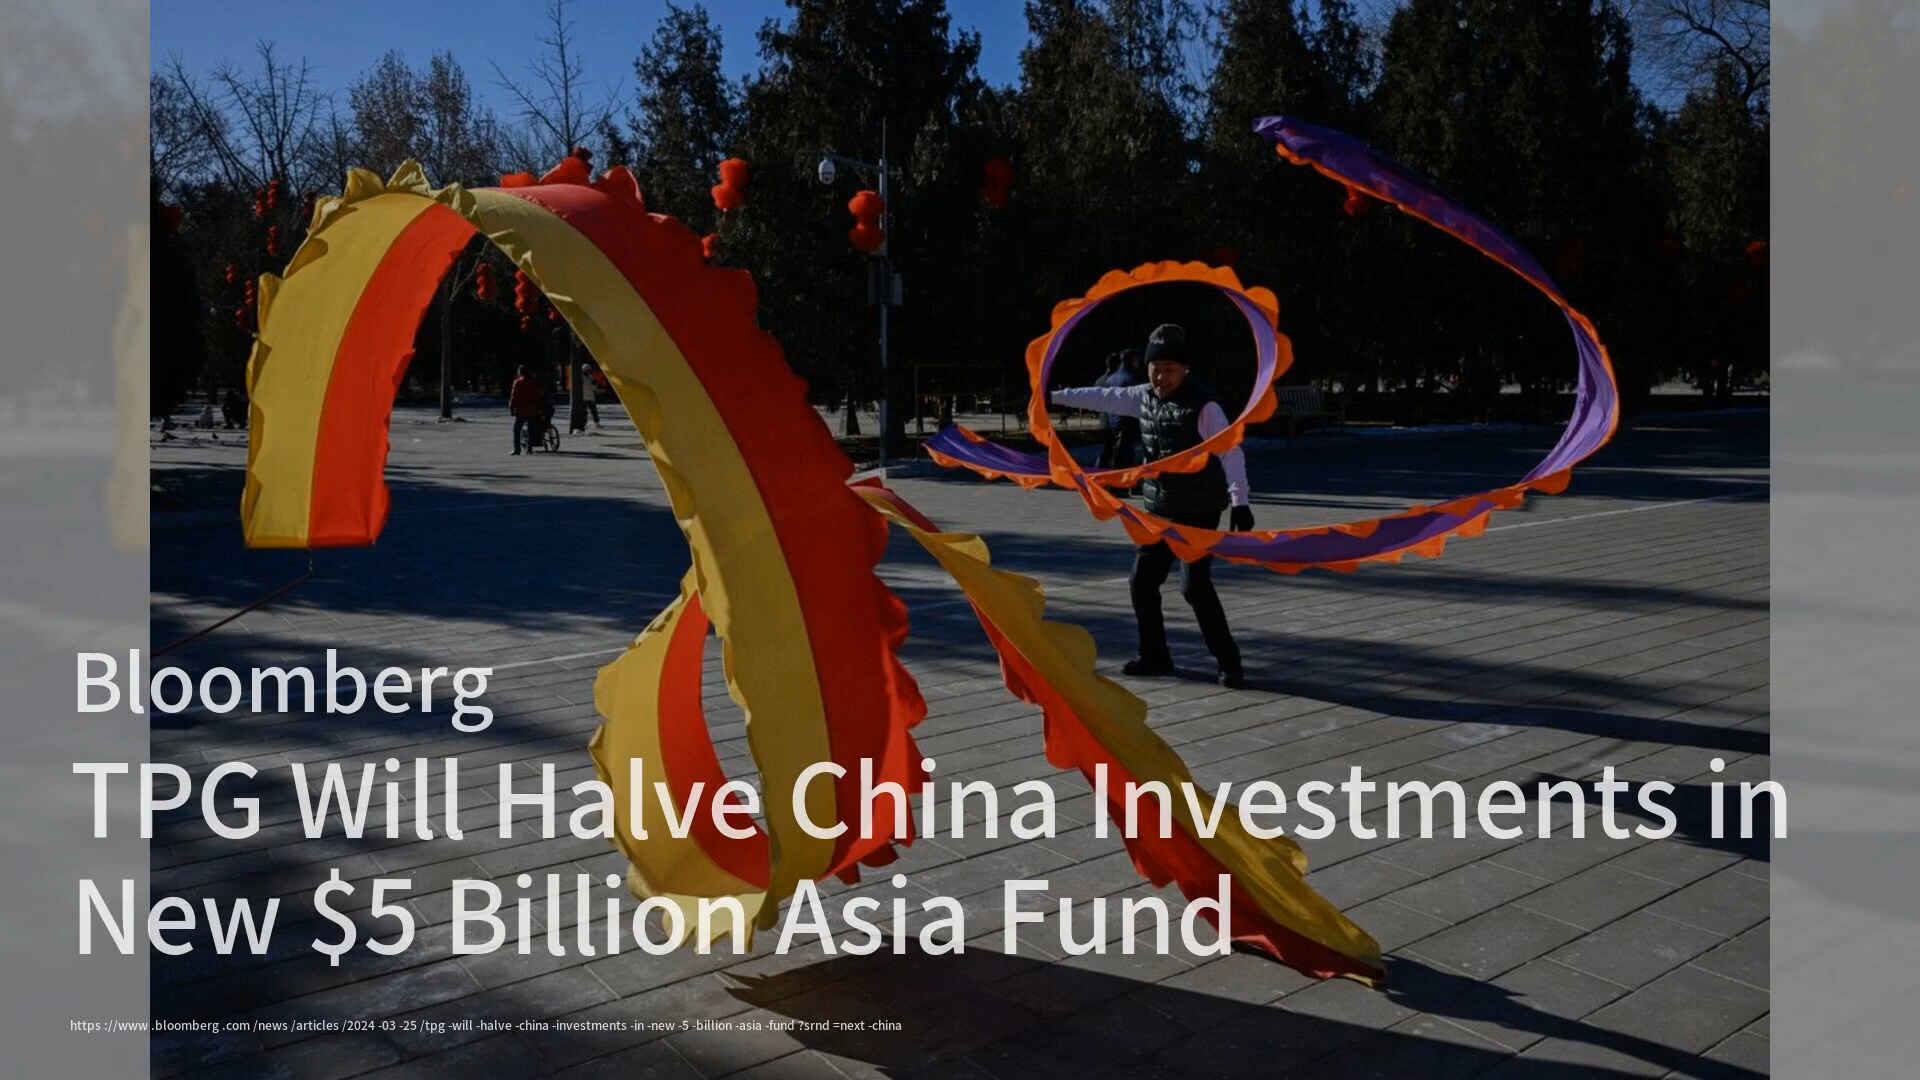 Bloomberg
TPG Will Halve China Investments in
New $5 Billion Asia Fund
https ://www .bloomberg .com /news /articles /2024 -03 -25 /tpg -will -halve -china -investments -in -new -5 -billion -asia -fund ?srnd =next -china